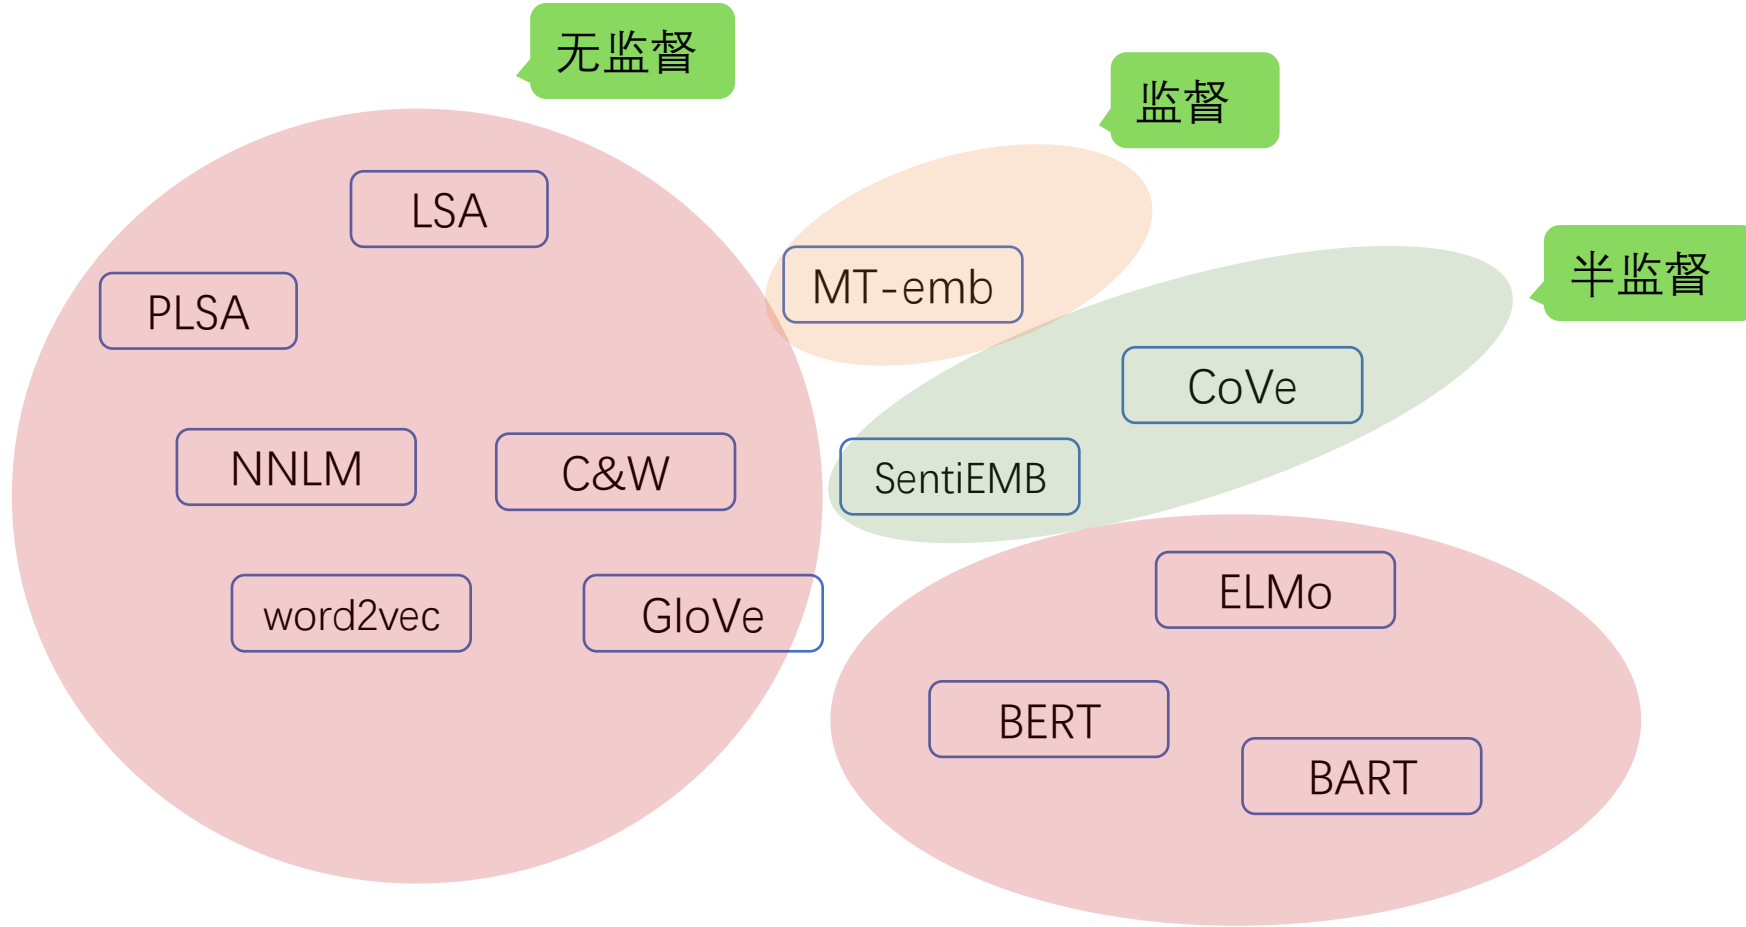 无监督
监督
LSA
半监督
MT-emb
PLSA
CoVe
NNLM
C&W
SentiEMB
word2vec
GloVe
ELMo
BERT
BART